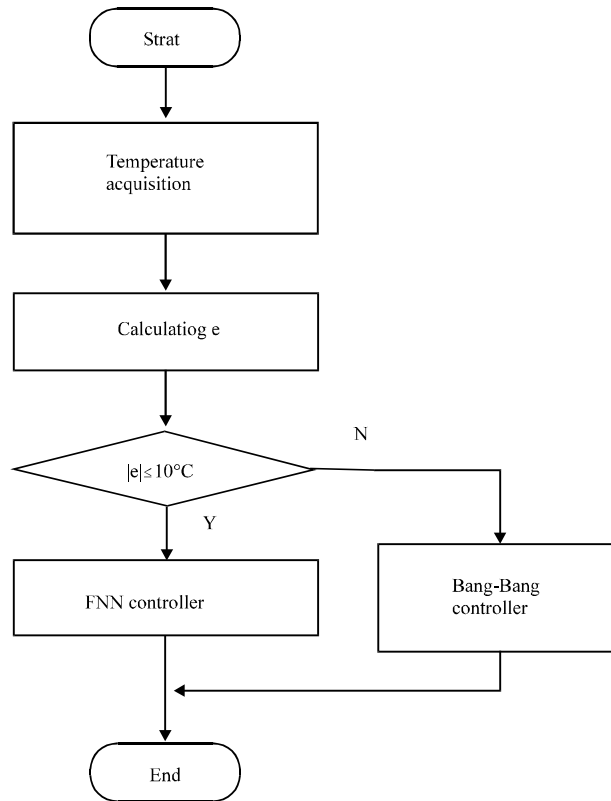 Strat
Temperature
acquisition
Calculatiog e
N
|e|≤10°C
Y
FNN controller
Bang-Bang
controller
End